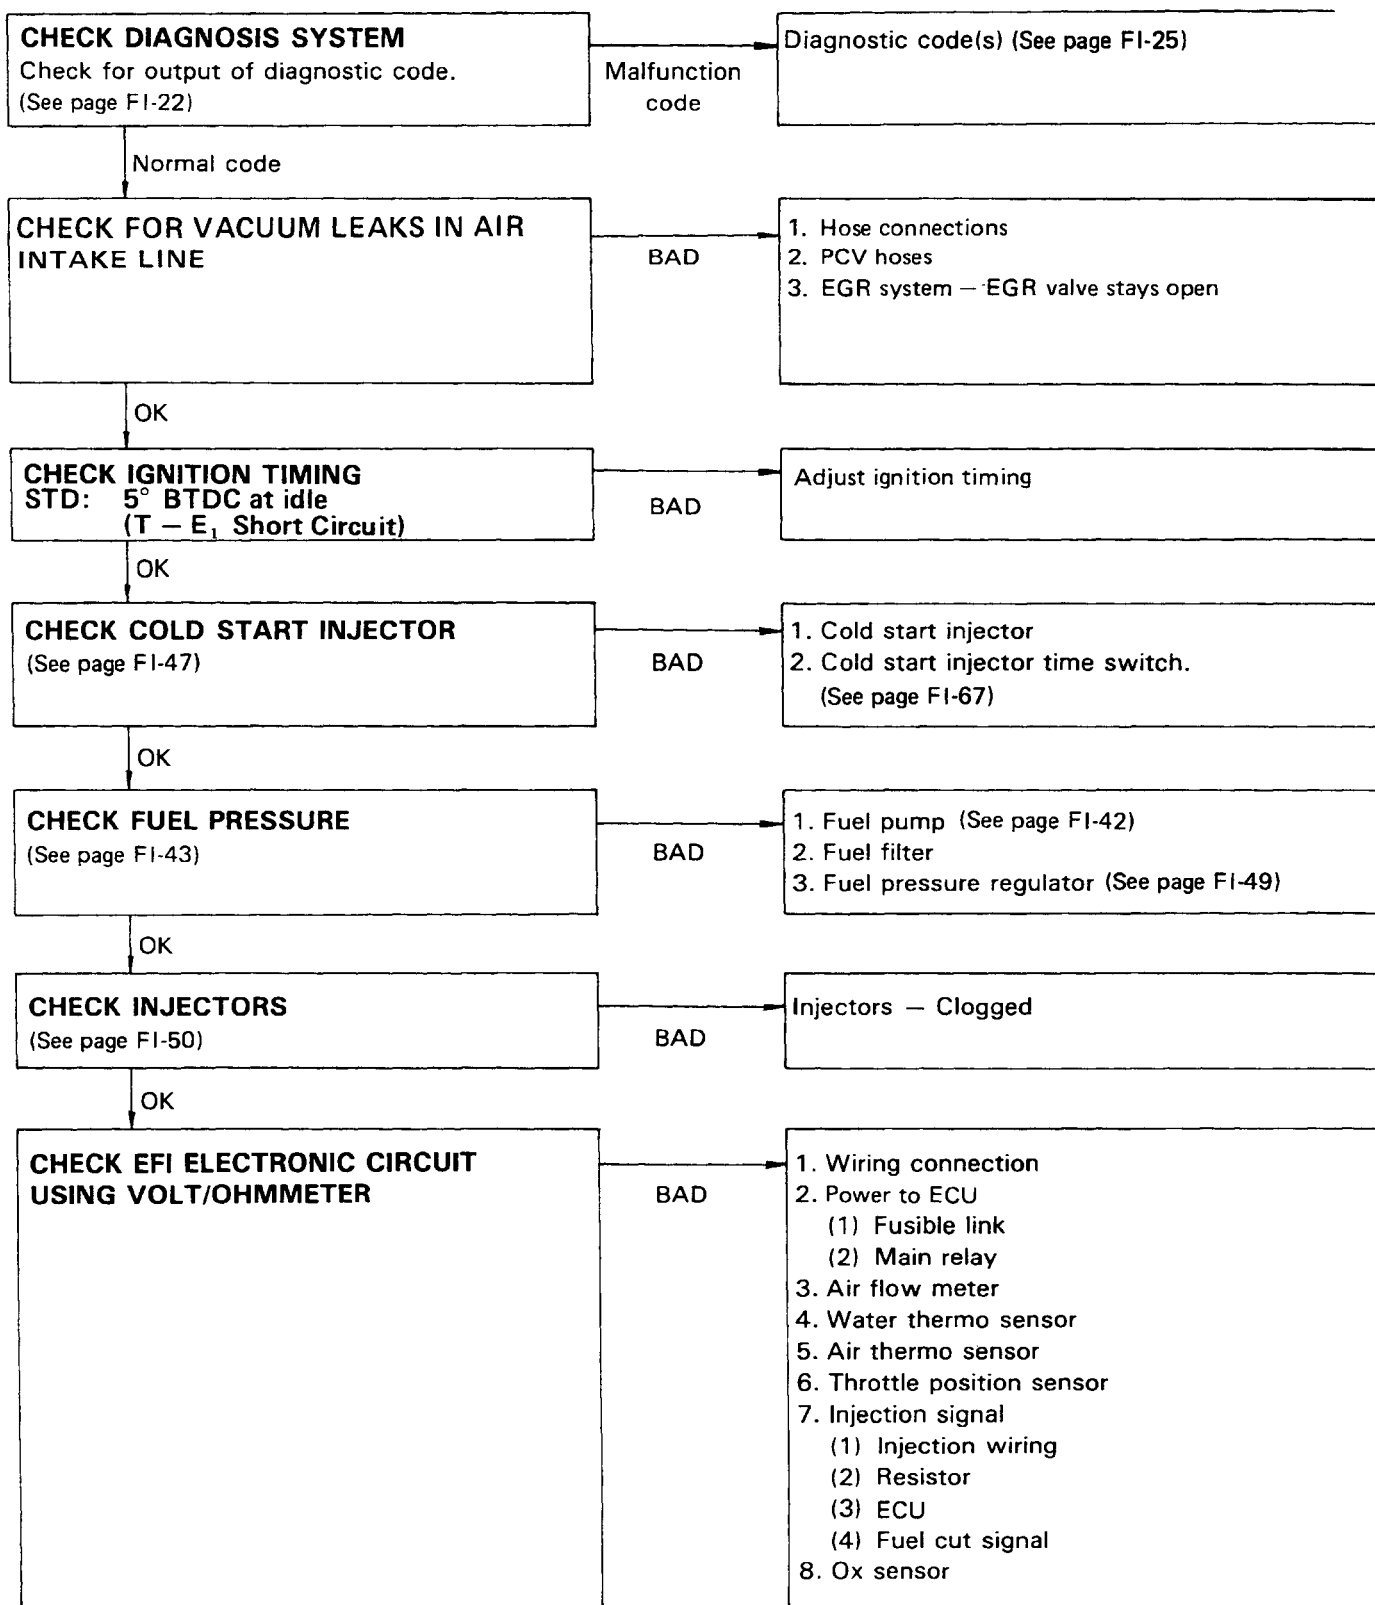 CHECK DIAGNOSIS SYSTEM
Check for output of diagnostic code.
(See page FI-22)
Malfunction
code
Diagnostic code(s) (See page FI-25)
Normal code
CHECK FOR VACUUM LEAKS IN AIR
INTAKE LINE
BAD
1. Hose connections
2. PCV hoses
3. EGR system — EGR valve stays open
OK
CHECK IGNITION TIMING
STD: 5° BTDC at idle
(T — E₁ Short Circuit)
BAD
Adjust ignition timing
OK
CHECK COLD START INJECTOR
(See page FI-47)
BAD
1. Cold start injector
2. Cold start injector time switch.
(See page FI-67)
OK
CHECK FUEL PRESSURE
(See page FI-43)
BAD
1. Fuel pump (See page FI-42)
2. Fuel filter
3. Fuel pressure regulator (See page FI-49)
OK
CHECK INJECTORS
(See page FI-50)
BAD
Injectors — Clogged
OK
CHECK EFI ELECTRONIC CIRCUIT
USING VOLT/OHMMETER
BAD
1. Wiring connection
2. Power to ECU
(1) Fusible link
(2) Main relay
3. Air flow meter
4. Water thermo sensor
5. Air thermo sensor
6. Throttle position sensor
7. Injection signal
(1) Injection wiring
(2) Resistor
(3) ECU
(4) Fuel cut signal
8. Ox sensor